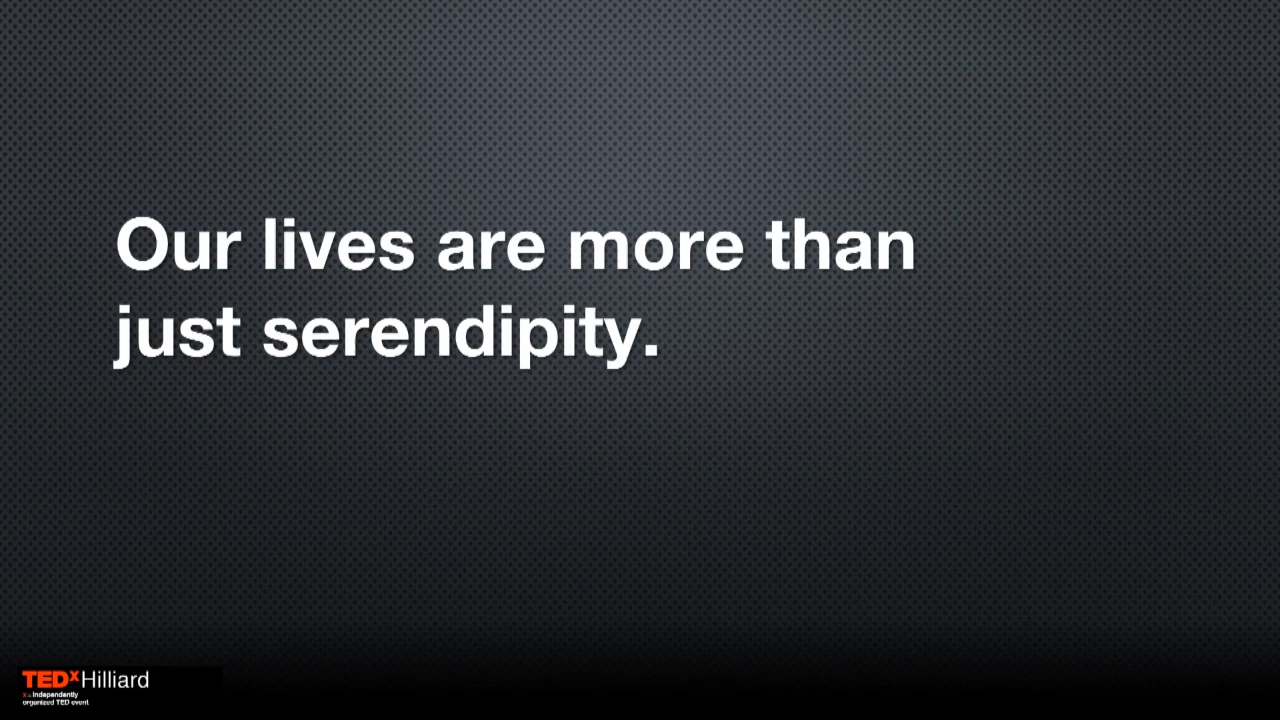 Our lives are more than
just serendipity.
TEDxHilliard
x = independently
organized TED event